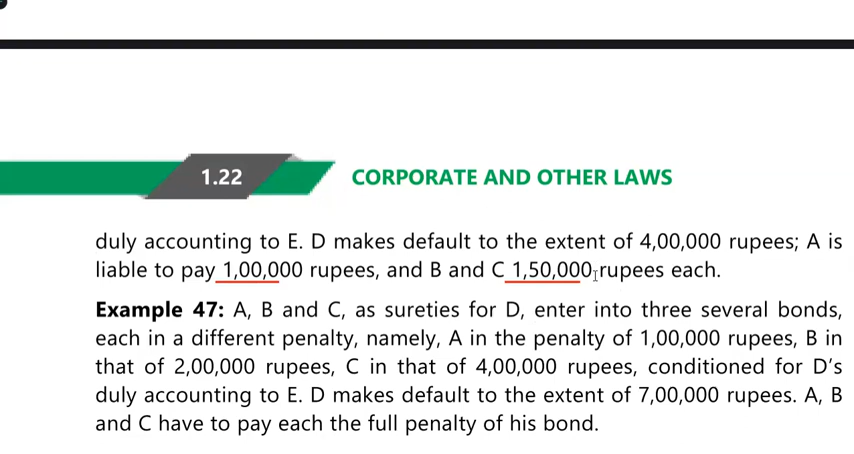 1.22 CORPORATE AND OTHER LAWS
duly accounting to E. D makes default to the extent of 4,00,000 rupees; A is
liable to pay 1,00,000 rupees, and B and C 1,50,000 rupees each.
Example 47: A, B and C, as sureties for D, enter into three several bonds,
each in a different penalty, namely, A in the penalty of 1,00,000 rupees, B in
that of 2,00,000 rupees, C in that of 4,00,000 rupees, conditioned for D’s
duly accounting to E. D makes default to the extent of 7,00,000 rupees. A, B
and C have to pay each the full penalty of his bond.